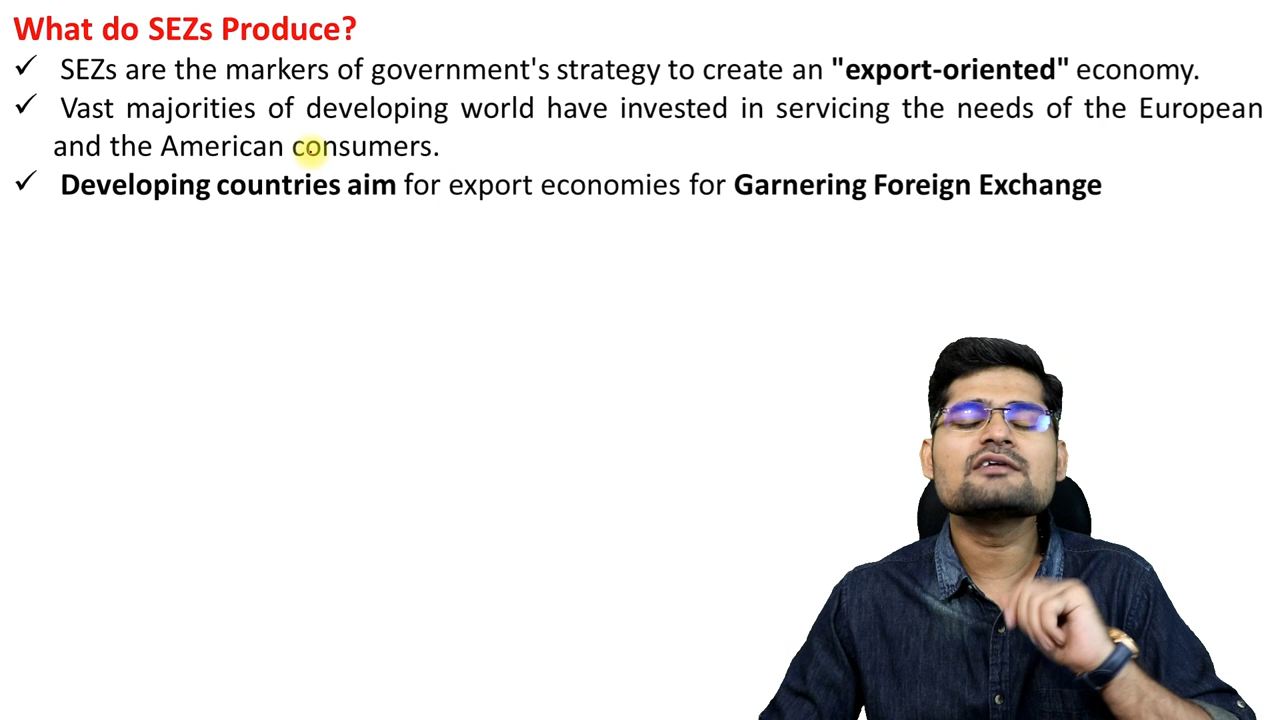 What do SEZs Produce?
✓ SEZs are the markers of government's strategy to create an "export-oriented" economy.
✓ Vast majorities of developing world have invested in servicing the needs of the European
and the American consumers.
✓ Developing countries aim for export economies for Garnering Foreign Exchange